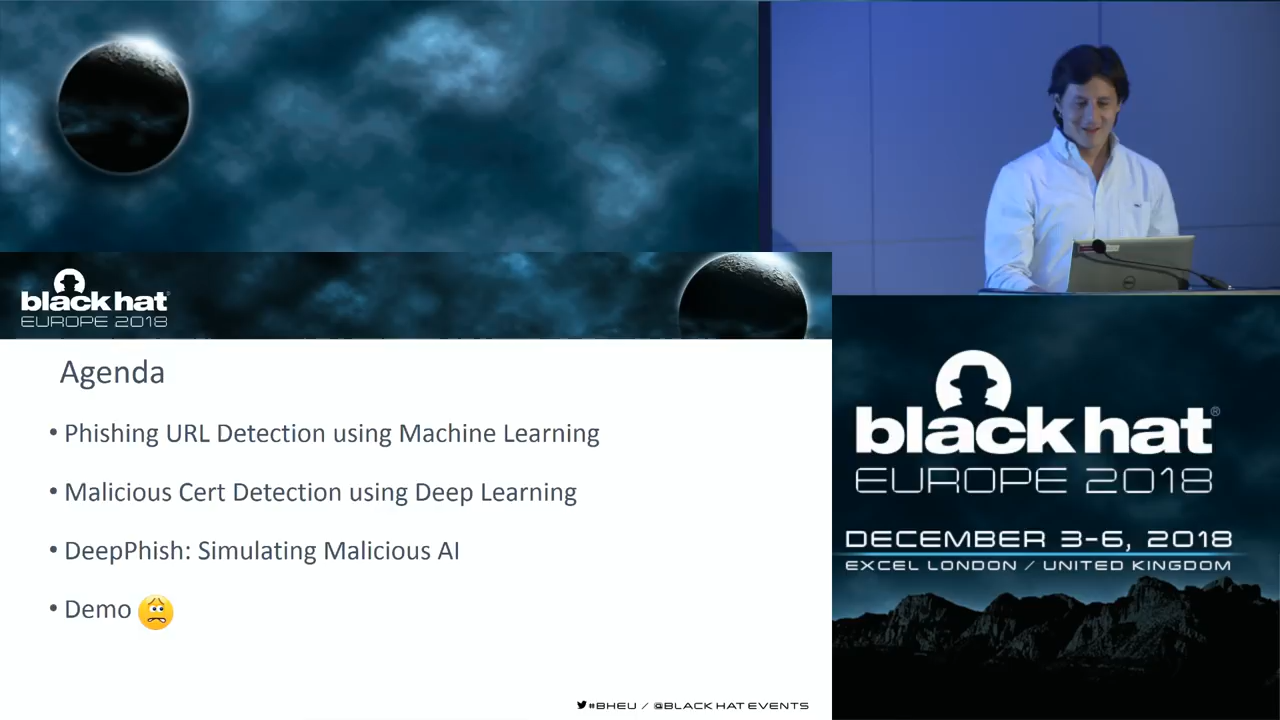 black hat
EUROPE 2018
Agenda
• Phishing URL Detection using Machine Learning
• Malicious Cert Detection using Deep Learning
• DeepPhish: Simulating Malicious AI
• Demo 😟
#BHEU / @BLACK HAT EVENTS
black hat®
EUROPE 2018
DECEMBER 3-6, 2018
EXCEL LONDON / UNITED KINGDOM
DELL